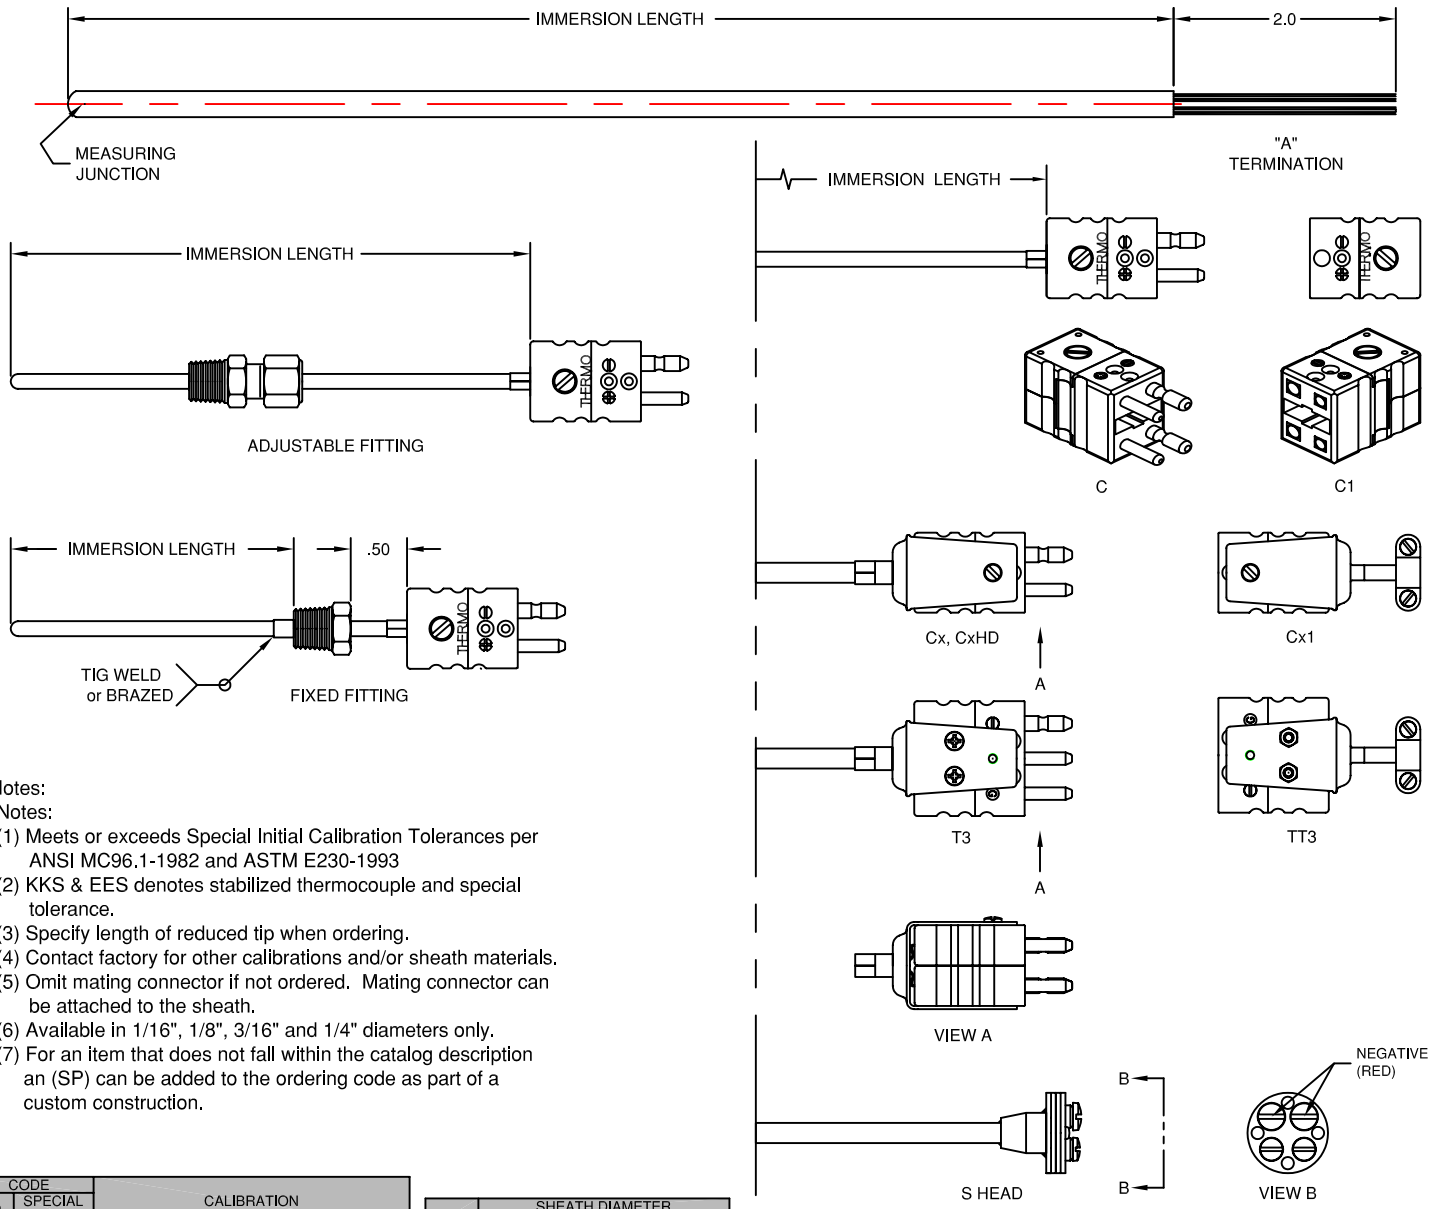 IMMERSION LENGTH
2.0
MEASURING
JUNCTION
"A"
TERMINATION
IMMERSION LENGTH
THERMO
THERMO
IMMERSION LENGTH
THERMO
ADJUSTABLE FITTING
C
C1
IMMERSION LENGTH
.50
THERMO
TIG WELD
or BRAZED
FIXED FITTING
Cx, CxHD
Cx1
A
G
G
T3
TT3
A
Notes:
(1) Meets or exceeds Special Initial Calibration Tolerances per
ANSI MC96.1-1982 and ASTM E230-1993
(2) KKS & EES denotes stabilized thermocouple and special
tolerance.
(3) Specify length of reduced tip when ordering.
(4) Contact factory for other calibrations and/or sheath materials.
(5) Omit mating connector if not ordered. Mating connector can
be attached to the sheath.
(6) Available in 1/16", 1/8", 3/16" and 1/4" diameters only.
(7) For an item that does not fall within the catalog description
an (SP) can be added to the ordering code as part of a
custom construction.
VIEW A
NEGATIVE
(RED)
B
B
S HEAD
VIEW B
CODE
SPECIAL
CALIBRATION
SHEATH DIAMETER